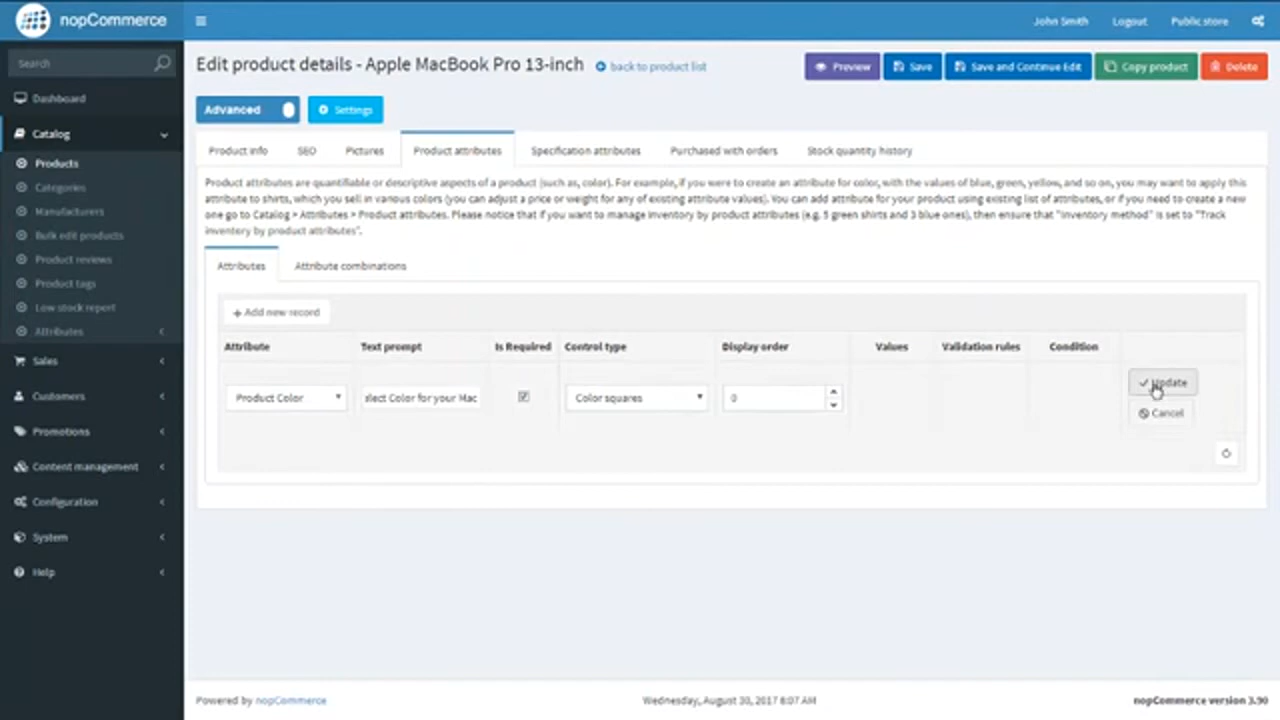 nopCommerce
John Smith
Logout
Public store
Search
Edit product details - Apple MacBook Pro 13-inch
back to product list
Preview
Save
Save and Continue Edit
Copy product
Delete
Dashboard
Catalog
Products
Categories
Manufacturers
Bulk edit products
Product reviews
Product tags
Low stock report
Attributes
Sales
Customers
Promotions
Content management
Configuration
System
Help
Advanced
Settings
Product info
SEO
Pictures
Product attributes
Specification attributes
Purchased with orders
Stock quantity history
Product attributes are quantifiable or descriptive aspects of a product (such as, color). For example, if you were to create an attribute for color, with the values of blue, green, yellow, and so on, you may want to apply this
attribute to shirts, which you sell in various colors (you can adjust a price or weight for any of existing attribute values). You can add attribute for your product using existing list of attributes, or if you need to create a new
one go to Catalog > Attributes > Product attributes. Please notice that if you want to manage inventory by product attributes (e.g. 5 green shirts and 3 blue ones), then ensure that "Inventory method" is set to "Track
inventory by product attributes".
Attributes
Attribute combinations
+ Add new record
Attribute
Text prompt
Is Required
Control type
Display order
Values
Validation rules
Condition
Product Color
elect Color for your Mac
Color squares
0
Update
Cancel
Powered by nopCommerce
Wednesday, August 30, 2017 6:07 AM
nopCommerce version 3.90